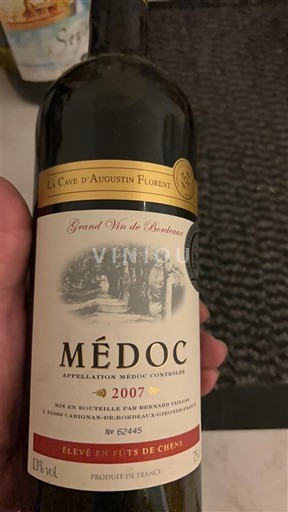 LA CAVE D'AUGUSTIN FLORENT
Grand Vin de Bordeaux
VINIOU
MÉDOC
APPELLATION MÉDOC CONTRÔLÉE
2007
MIS EN BOUTEILLE PAR BERNARD TAILLAN
À 33360 CARIGNAN-DE-BORDEAUX-GIRONDE-FRANCE
Nº 62445
ÉLEVÉ EN FÛTS DE CHÊNE
13% vol.
75
PRODUIT DE FRANCE